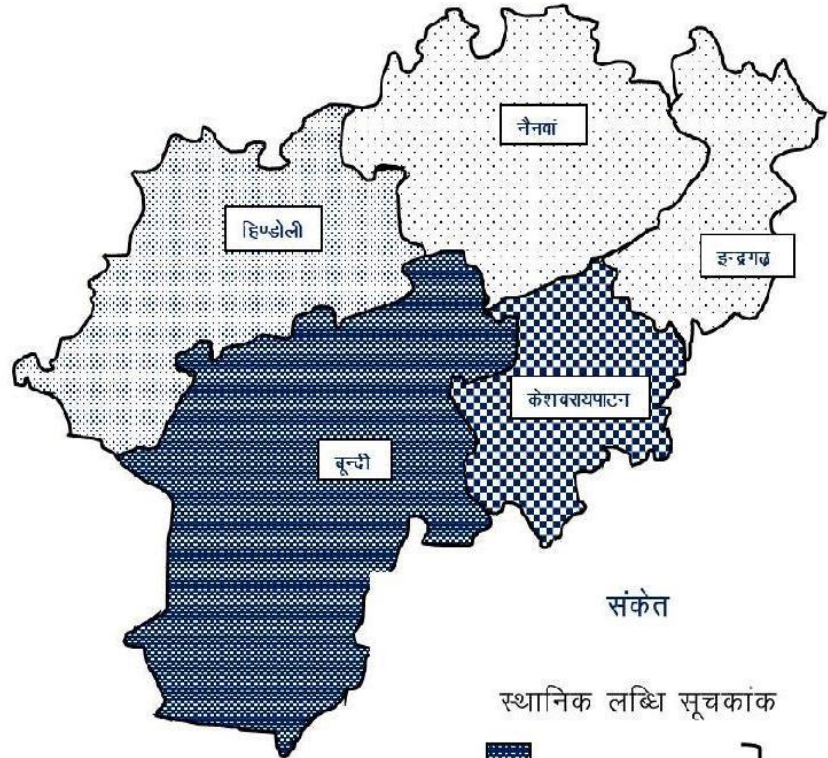 नैनवां
हिण्डोली
इन्द्रगढ
केशवरायपाटन
बून्दी
संकेत
स्थानिक लब्धि सूचकांक